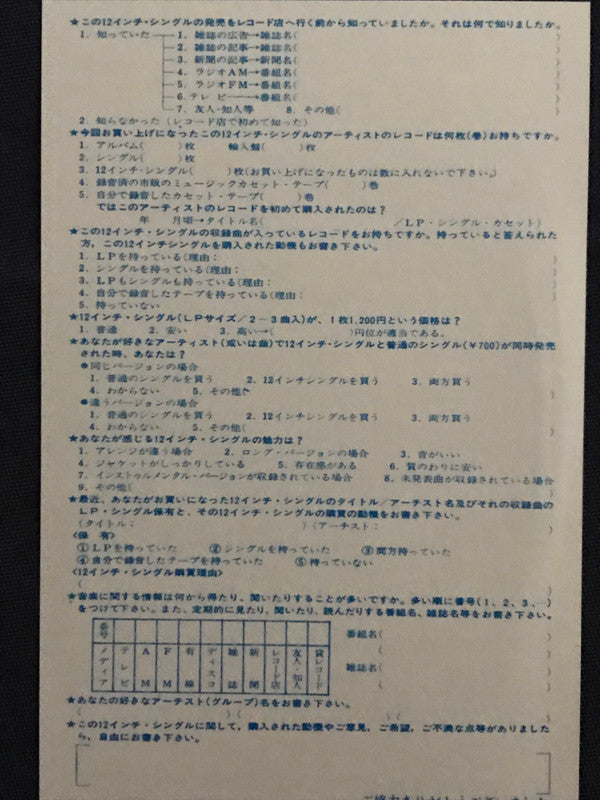 ★この12インチ・シングルの発売をレコード店へ行く前から知っていましたか。それは何で知りましたか。
1. 知っていた 1. 雑誌の広告→雑誌名(
2. 雑誌の記事→雑誌名(
3. 新聞の記事→新聞名(
4. ラジオAM→番組名(
5. ラジオFM→番組名(
6. テレビ→番組名(
7. 友人・知人等 8. その他(
2. 知らなかった(レコード店で初めて知った)
★今回お買い上げになったこの12インチ・シングルのアーティストのレコードは何枚(巻)お持ちですか。
1. アルバム( )枚 輸入盤( )枚
2. シングル( )枚
3. 12インチ・シングル( )枚(お買い上げになったものは数に入れないで下さい。)
4. 録音済の市販のミュージックカセット・テープ( )巻
5. 自分で録音したカセット・テープ( )巻
ではこのアーティストのレコードを初めて購入されたのは?
年 月頃→タイトル名( /LP・シングル・カセット)
★この12インチ・シングルの収録曲が入っているレコードをお持ちですか。持っていると答えられた
方, この12インチシングルを購入された動機もお書き下さい。
1. LPを持っている(理由:
2. シングルを持っている(理由:
3. LPもシングルも持っている(理由:
4. 自分で録音したテープを持っている(理由:
5. 持っていない
★12インチ・シングル(LPサイズ/2〜3曲入)が、1枚1,200円という価格は?
1. 普通 2. 安い 3. 高い→( )円位が適当である。
★あなたが好きなアーティスト(或いは曲)で12インチ・シングルと普通のシングル(¥700)が同時発売
された時、あなたは?
●同じバージョンの場合
1. 普通のシングルを買う 2. 12インチシングルを買う 3. 両方買う
4. わからない 5. その他(
●違うバージョンの場合
1. 普通のシングルを買う 2. 12インチシングルを買う 3. 両方買う
4. わからない 5. その他(
★あなたが感じる12インチ・シングルの魅力は?
1. アレンジが違う場合 2. ロング・バージョンの場合 3. 音がいい
4. ジャケットがしっかりしている 5. 存在感がある 6. 質のわりに安い
7. インストゥルメンタル・バージョンが収録されている場合 8. 未発表曲が収録されている場合
9. その他(
★最近、あなたがお買いになった12インチ・シングルのタイトル/アーチスト名及びその収録曲の
LP・シングル保有と、その12インチ・シングルの購買の動機をお書き下さい。
(タイトル: )(アーチスト:
<保 有>
①LPを持っていた ②シングルを持っていた ③両方持っていた
④自分で録音したテープを持っていた ⑤持っていない
<12インチ・シングル購買理由>
★音楽に関する情報は何から得たり、聞いたりすることが多いですか。多い順に番号(1、2、3、…)
をつけて下さい。また、定期的に見たり、聞いたり、読んだりする番組名、雑誌名等をお書き下さい。
番号 番組名(
メディア テレビ AM FM 有線 ディスコ 雑誌 新聞 レコード店 友人・知人 貸レコード 雑誌名(
★あなたの好きなアーティスト(グループ)名をお書き下さい。
★この12インチ・シングルに関して, 購入された動機やご意見, ご希望, ご不満な点等がありました
ら, 自由にお書き下さい。